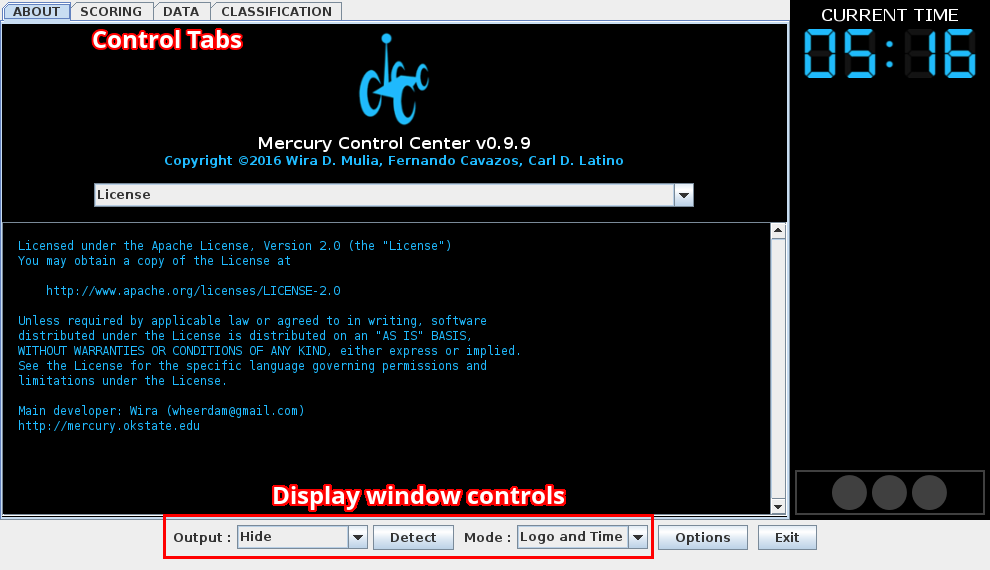 ABOUT SCORING DATA CLASSIFICATION
CURRENT TIME
05:16
Control Tabs
Mercury Control Center v0.9.9
Copyright ©2016 Wira D. Mulia, Fernando Cavazos, Carl D. Latino
License
Licensed under the Apache License, Version 2.0 (the "License")
You may obtain a copy of the License at
http://www.apache.org/licenses/LICENSE-2.0
Unless required by applicable law or agreed to in writing, software
distributed under the License is distributed on an "AS IS" BASIS,
WITHOUT WARRANTIES OR CONDITIONS OF ANY KIND, either express or implied.
See the License for the specific language governing permissions and
limitations under the License.
Main developer: Wira (wheerdam@gmail.com)
http://mercury.okstate.edu
Display window controls
Output : Hide Detect Mode : Logo and Time Options Exit